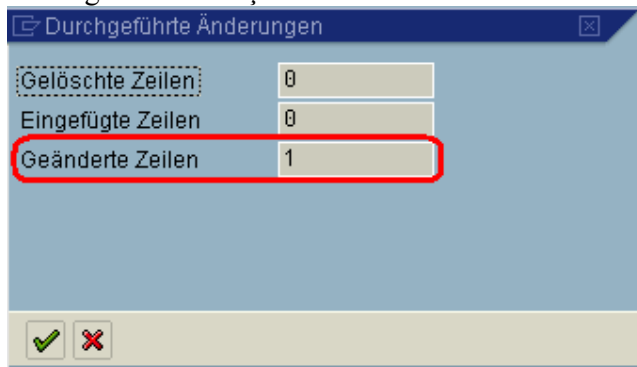 Durchgeführte Änderungen
Gelöschte Zeilen 0
Eingefügte Zeilen 0
Geänderte Zeilen 1